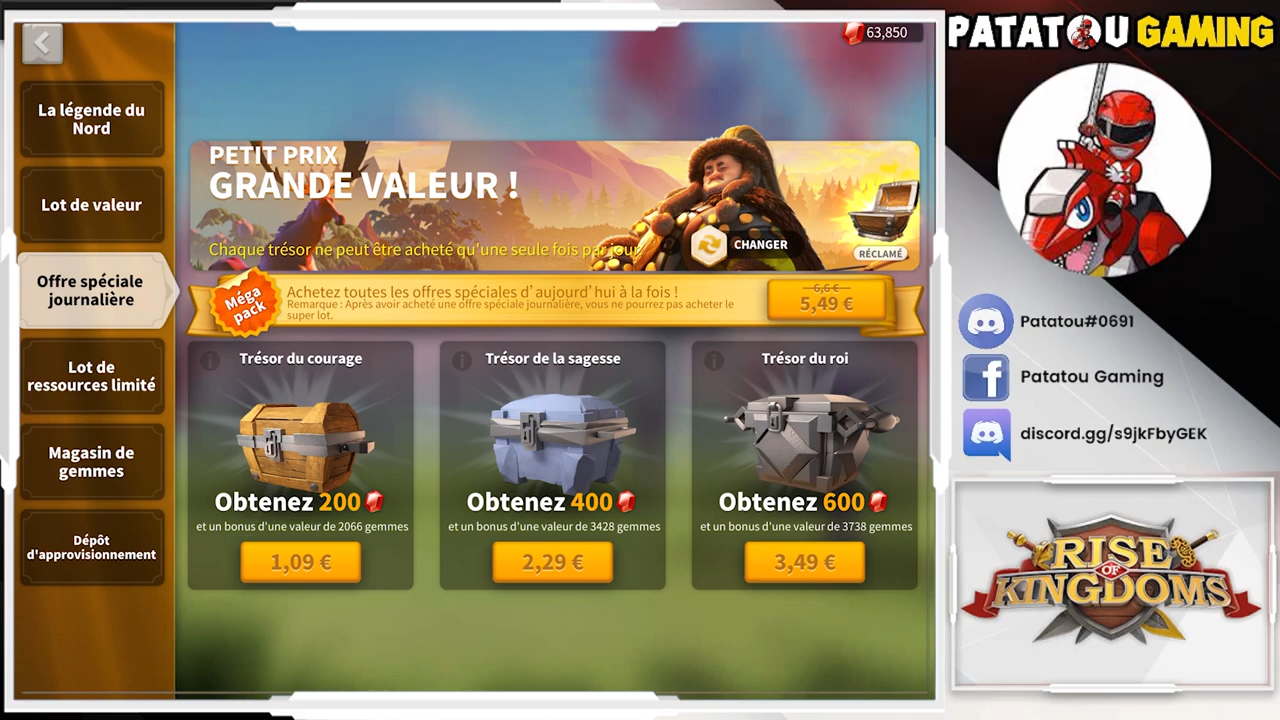 63,850
La légende du
Nord
Lot de valeur
Offre spéciale
journalière
Lot de
ressources limité
Magasin de
gemmes
Dépôt
d'approvisionnement
PETIT PRIX
GRANDE VALEUR !
Chaque trésor ne peut être acheté qu'une seule fois par jour.
CHANGER
RÉCLAMÉ
Méga
pack
Achetez toutes les offres spéciales d'aujourd'hui à la fois !
Remarque : Après avoir acheté une offre spéciale journalière, vous ne pourrez pas acheter le
super lot.
6,6 €
5,49 €
Trésor du courage
Obtenez 200
et un bonus d'une valeur de 2066 gemmes
1,09 €
Trésor de la sagesse
Obtenez 400
et un bonus d'une valeur de 3428 gemmes
2,29 €
Trésor du roi
Obtenez 600
et un bonus d'une valeur de 3738 gemmes
3,49 €
PATATOU GAMING
Patatou#0691
Patatou Gaming
discord.gg/s9jkFbyGEK
RISE
OF
KINGDOMS